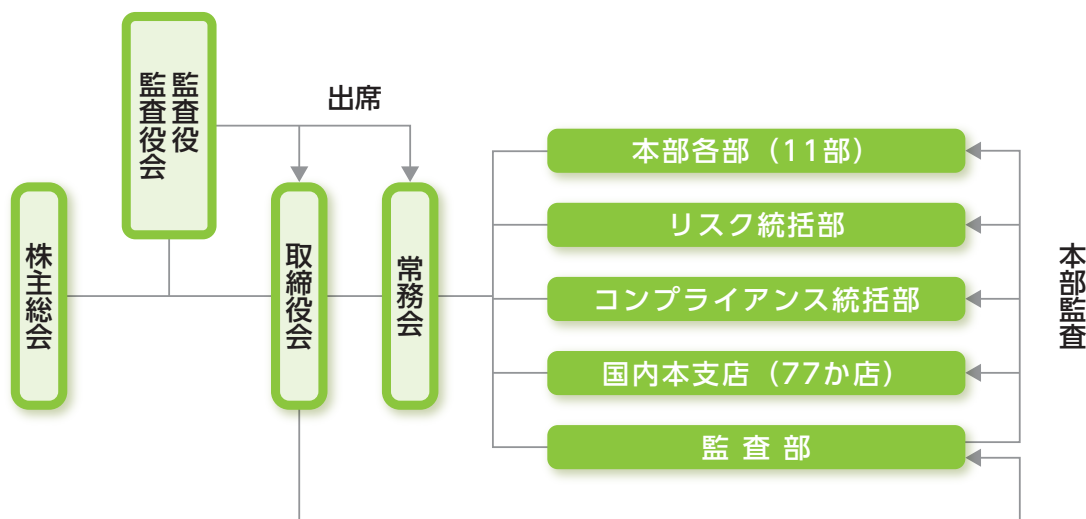 監査役
監査役会
出席
株主総会
取締役会
常務会
本部各部（11部）
リスク統括部
コンプライアンス統括部
国内本支店（77か店）
監査部
本部監査